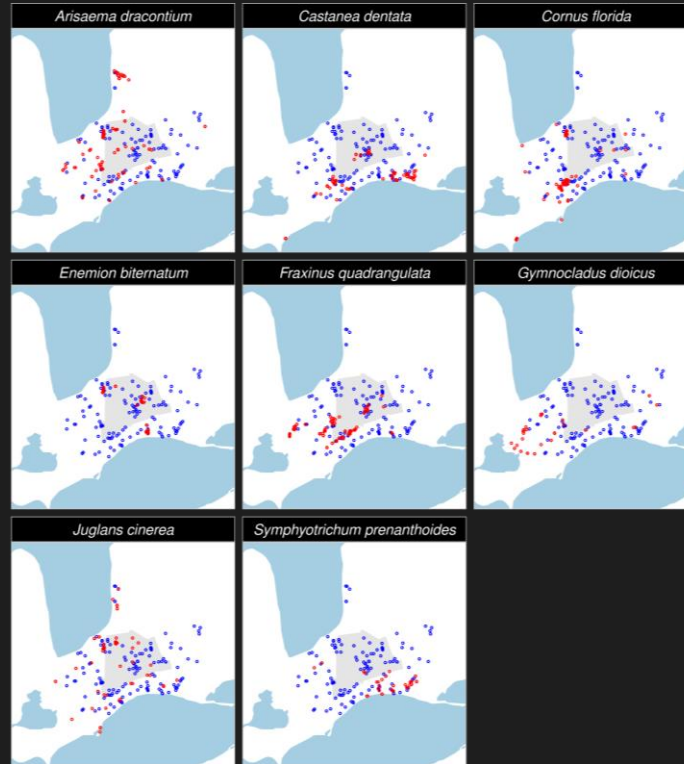 Arisaema dracontium
Castanea dentata
Cornus florida
Enemion biternatum
Fraxinus quadrangulata
Gymnocladus dioicus
Juglans cinerea
Symphyotrichum prenanthoides